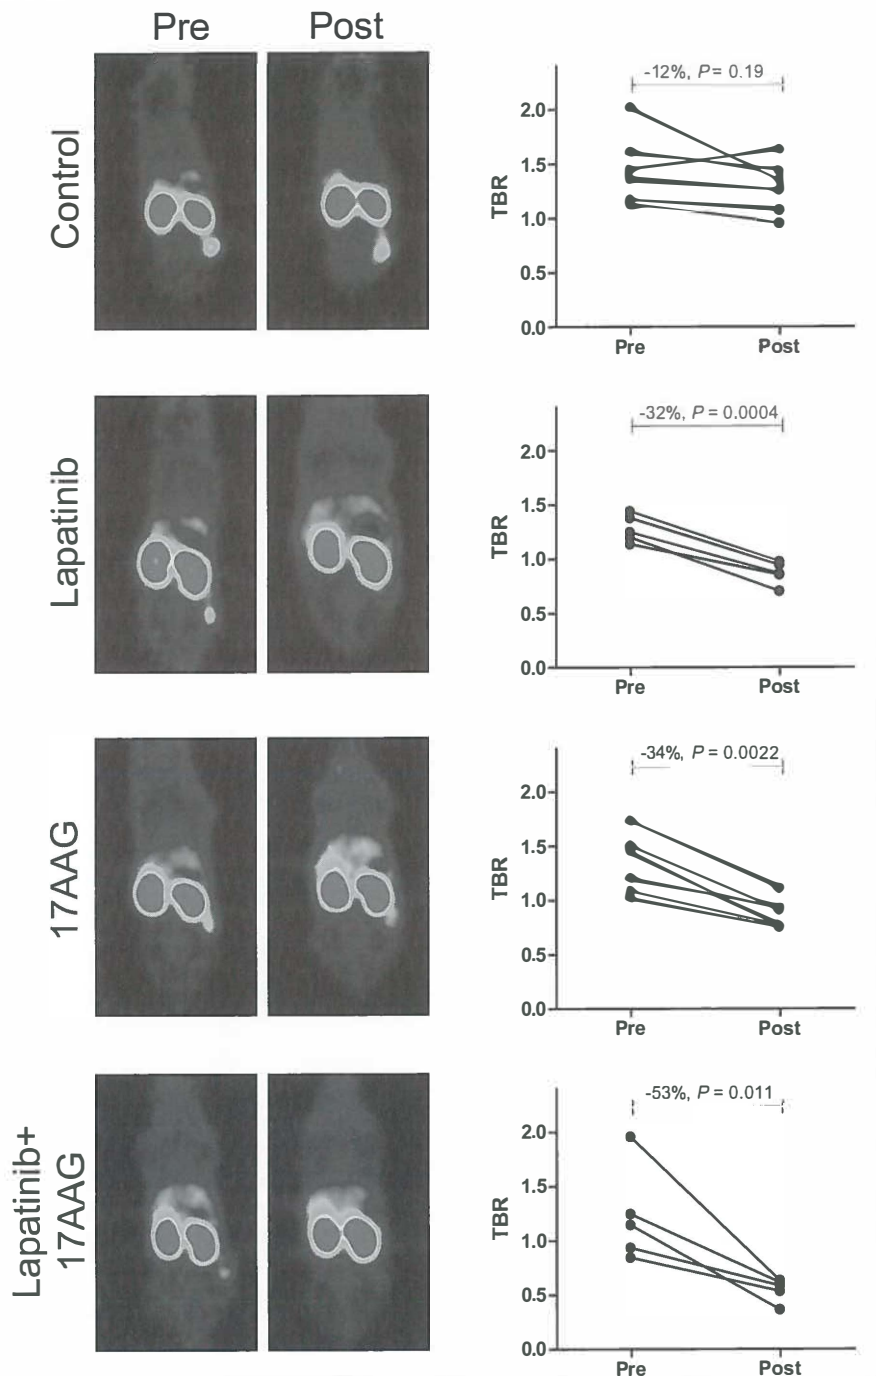 Pre Post
Control
-12%, P = 0.19
TBR
2.0
1.5
1.0
0.5
0.0
Pre Post
Lapatinib
-32%, P = 0.0004
TBR
2.0
1.5
1.0
0.5
0.0
Pre Post
17AAG
-34%, P = 0.0022
TBR
2.0
1.5
1.0
0.5
0.0
Pre Post
Lapatinib+
17AAG
-53%, P = 0.011
TBR
2.0
1.5
1.0
0.5
0.0
Pre Post